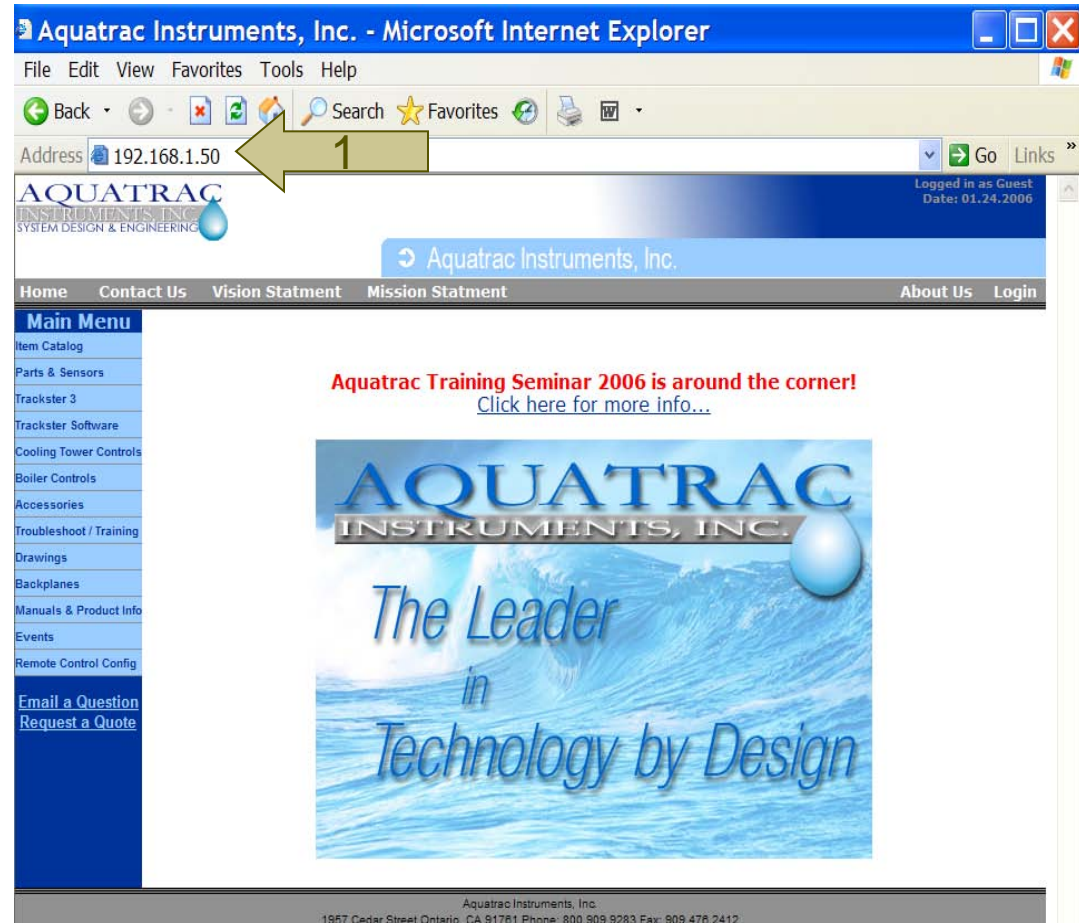 Aquatrac Instruments, Inc. - Microsoft Internet Explorer
File Edit View Favorites Tools Help
Back Search Favorites
Address 192.168.1.50 1 Go Links »
AQUATRAC
INSTRUMENTS, INC
SYSTEM DESIGN & ENGINEERING
Logged in as Guest
Date: 01.24.2006
Aquatrac Instruments, Inc.
Home Contact Us Vision Statment Mission Statment About Us Login
Main Menu
Item Catalog
Parts & Sensors
Trackster 3
Trackster Software
Cooling Tower Controls
Boiler Controls
Accessories
Troubleshoot / Training
Drawings
Backplanes
Manuals & Product Info
Events
Remote Control Config
Email a Question
Request a Quote
Aquatrac Training Seminar 2006 is around the corner!
Click here for more info...
AQUATRAC
INSTRUMENTS, INC.
The Leader
in
Technology by Design
Aquatrac Instruments, Inc.
1957 Cedar Street Ontario, CA 91761 Phone: 800.909.9283 Fax: 909.476.2412